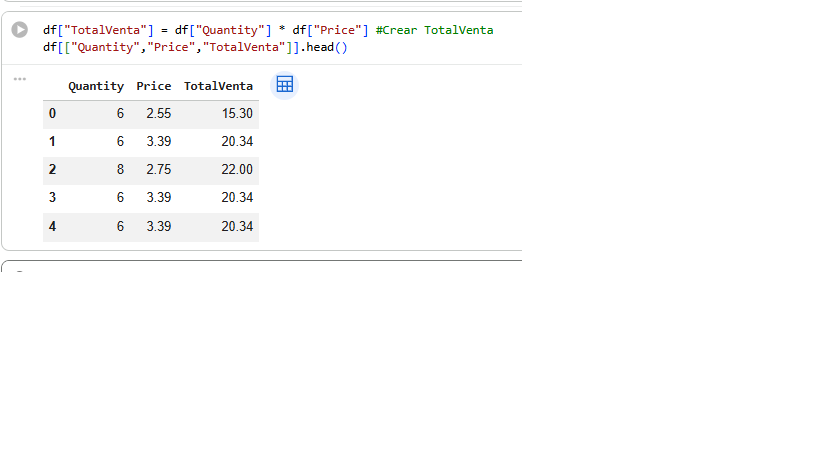 df["TotalVenta"] = df["Quantity"] * df["Price"] #Crear TotalVenta
df[["Quantity","Price","TotalVenta"]].head()
Quantity Price TotalVenta
0 6 2.55 15.30
1 6 3.39 20.34
2 8 2.75 22.00
3 6 3.39 20.34
4 6 3.39 20.34